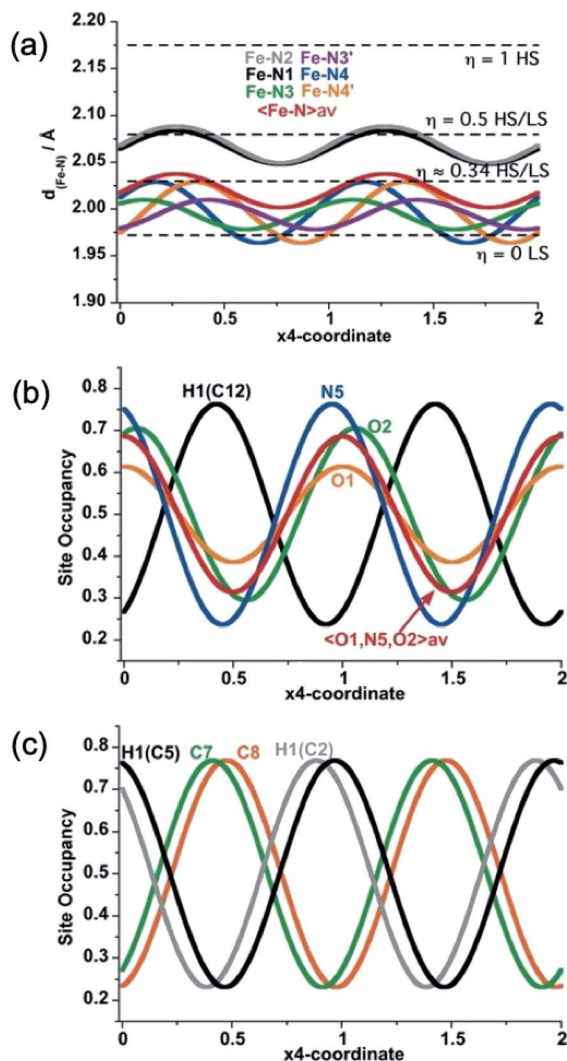 (a)
2.20
2.15
2.10
2.05
2.00
1.95
1.90
d(Fe-N) / Å
Fe-N2 Fe-N3'
Fe-N1 Fe-N4
Fe-N3 Fe-N4'
<Fe-N>av
η = 1 HS
η = 0.5 HS/LS
η ≈ 0.34 HS/LS
η = 0 LS
0 0.5 1 1.5 2
x4-coordinate
(b)
0.8
0.7
0.6
0.5
0.4
0.3
0.2
Site Occupancy
H1(C12) N5
O2
O1
<O1,N5,O2>av
0 0.5 1 1.5 2
x4-coordinate
(c)
0.8
0.7
0.6
0.5
0.4
0.3
0.2
Site Occupancy
H1(C5) C7 C8 H1(C2)
0 0.5 1 1.5 2
x4-coordinate